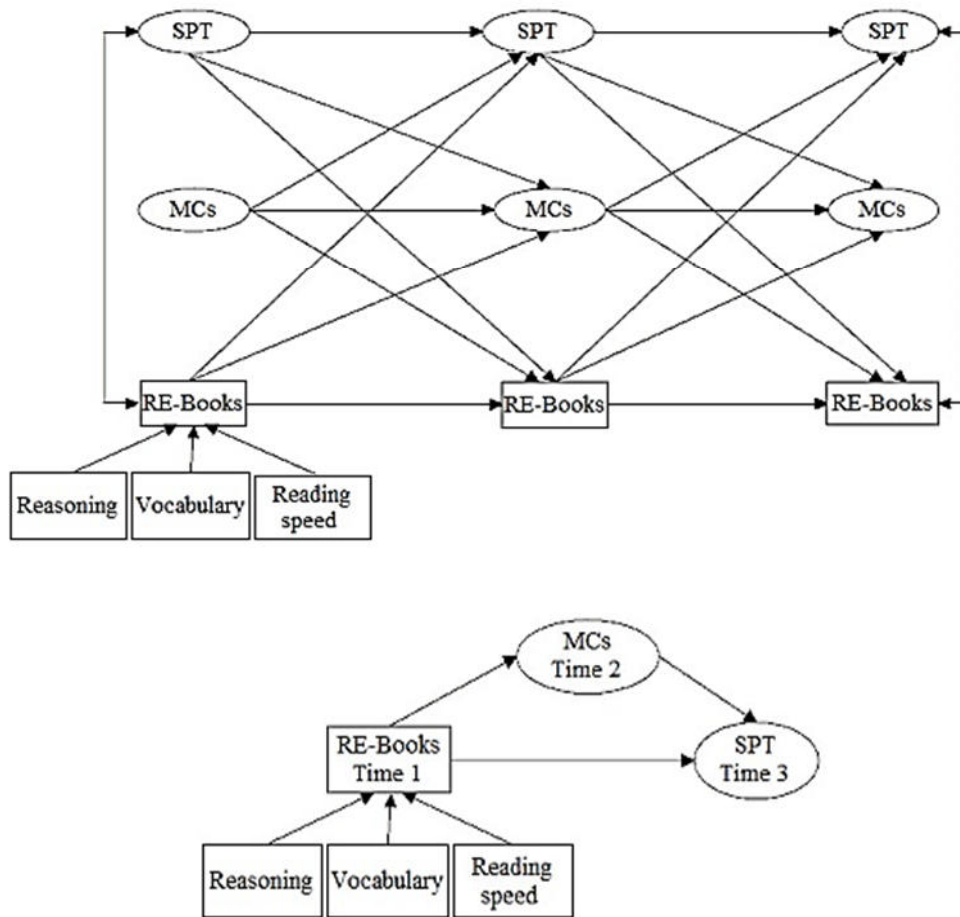 SPT
SPT
SPT
MCs
MCs
MCs
RE-Books
RE-Books
RE-Books
Reasoning
Vocabulary
Reading
speed
MCs
Time 2
RE-Books
Time 1
SPT
Time 3
Reasoning
Vocabulary
Reading
speed